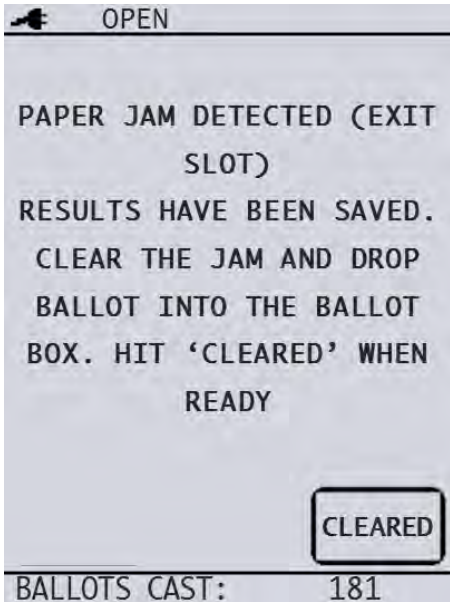 OPEN
PAPER JAM DETECTED (EXIT
SLOT)
RESULTS HAVE BEEN SAVED.
CLEAR THE JAM AND DROP
BALLOT INTO THE BALLOT
BOX. HIT ‘CLEARED’ WHEN
READY
CLEARED
BALLOTS CAST: 181